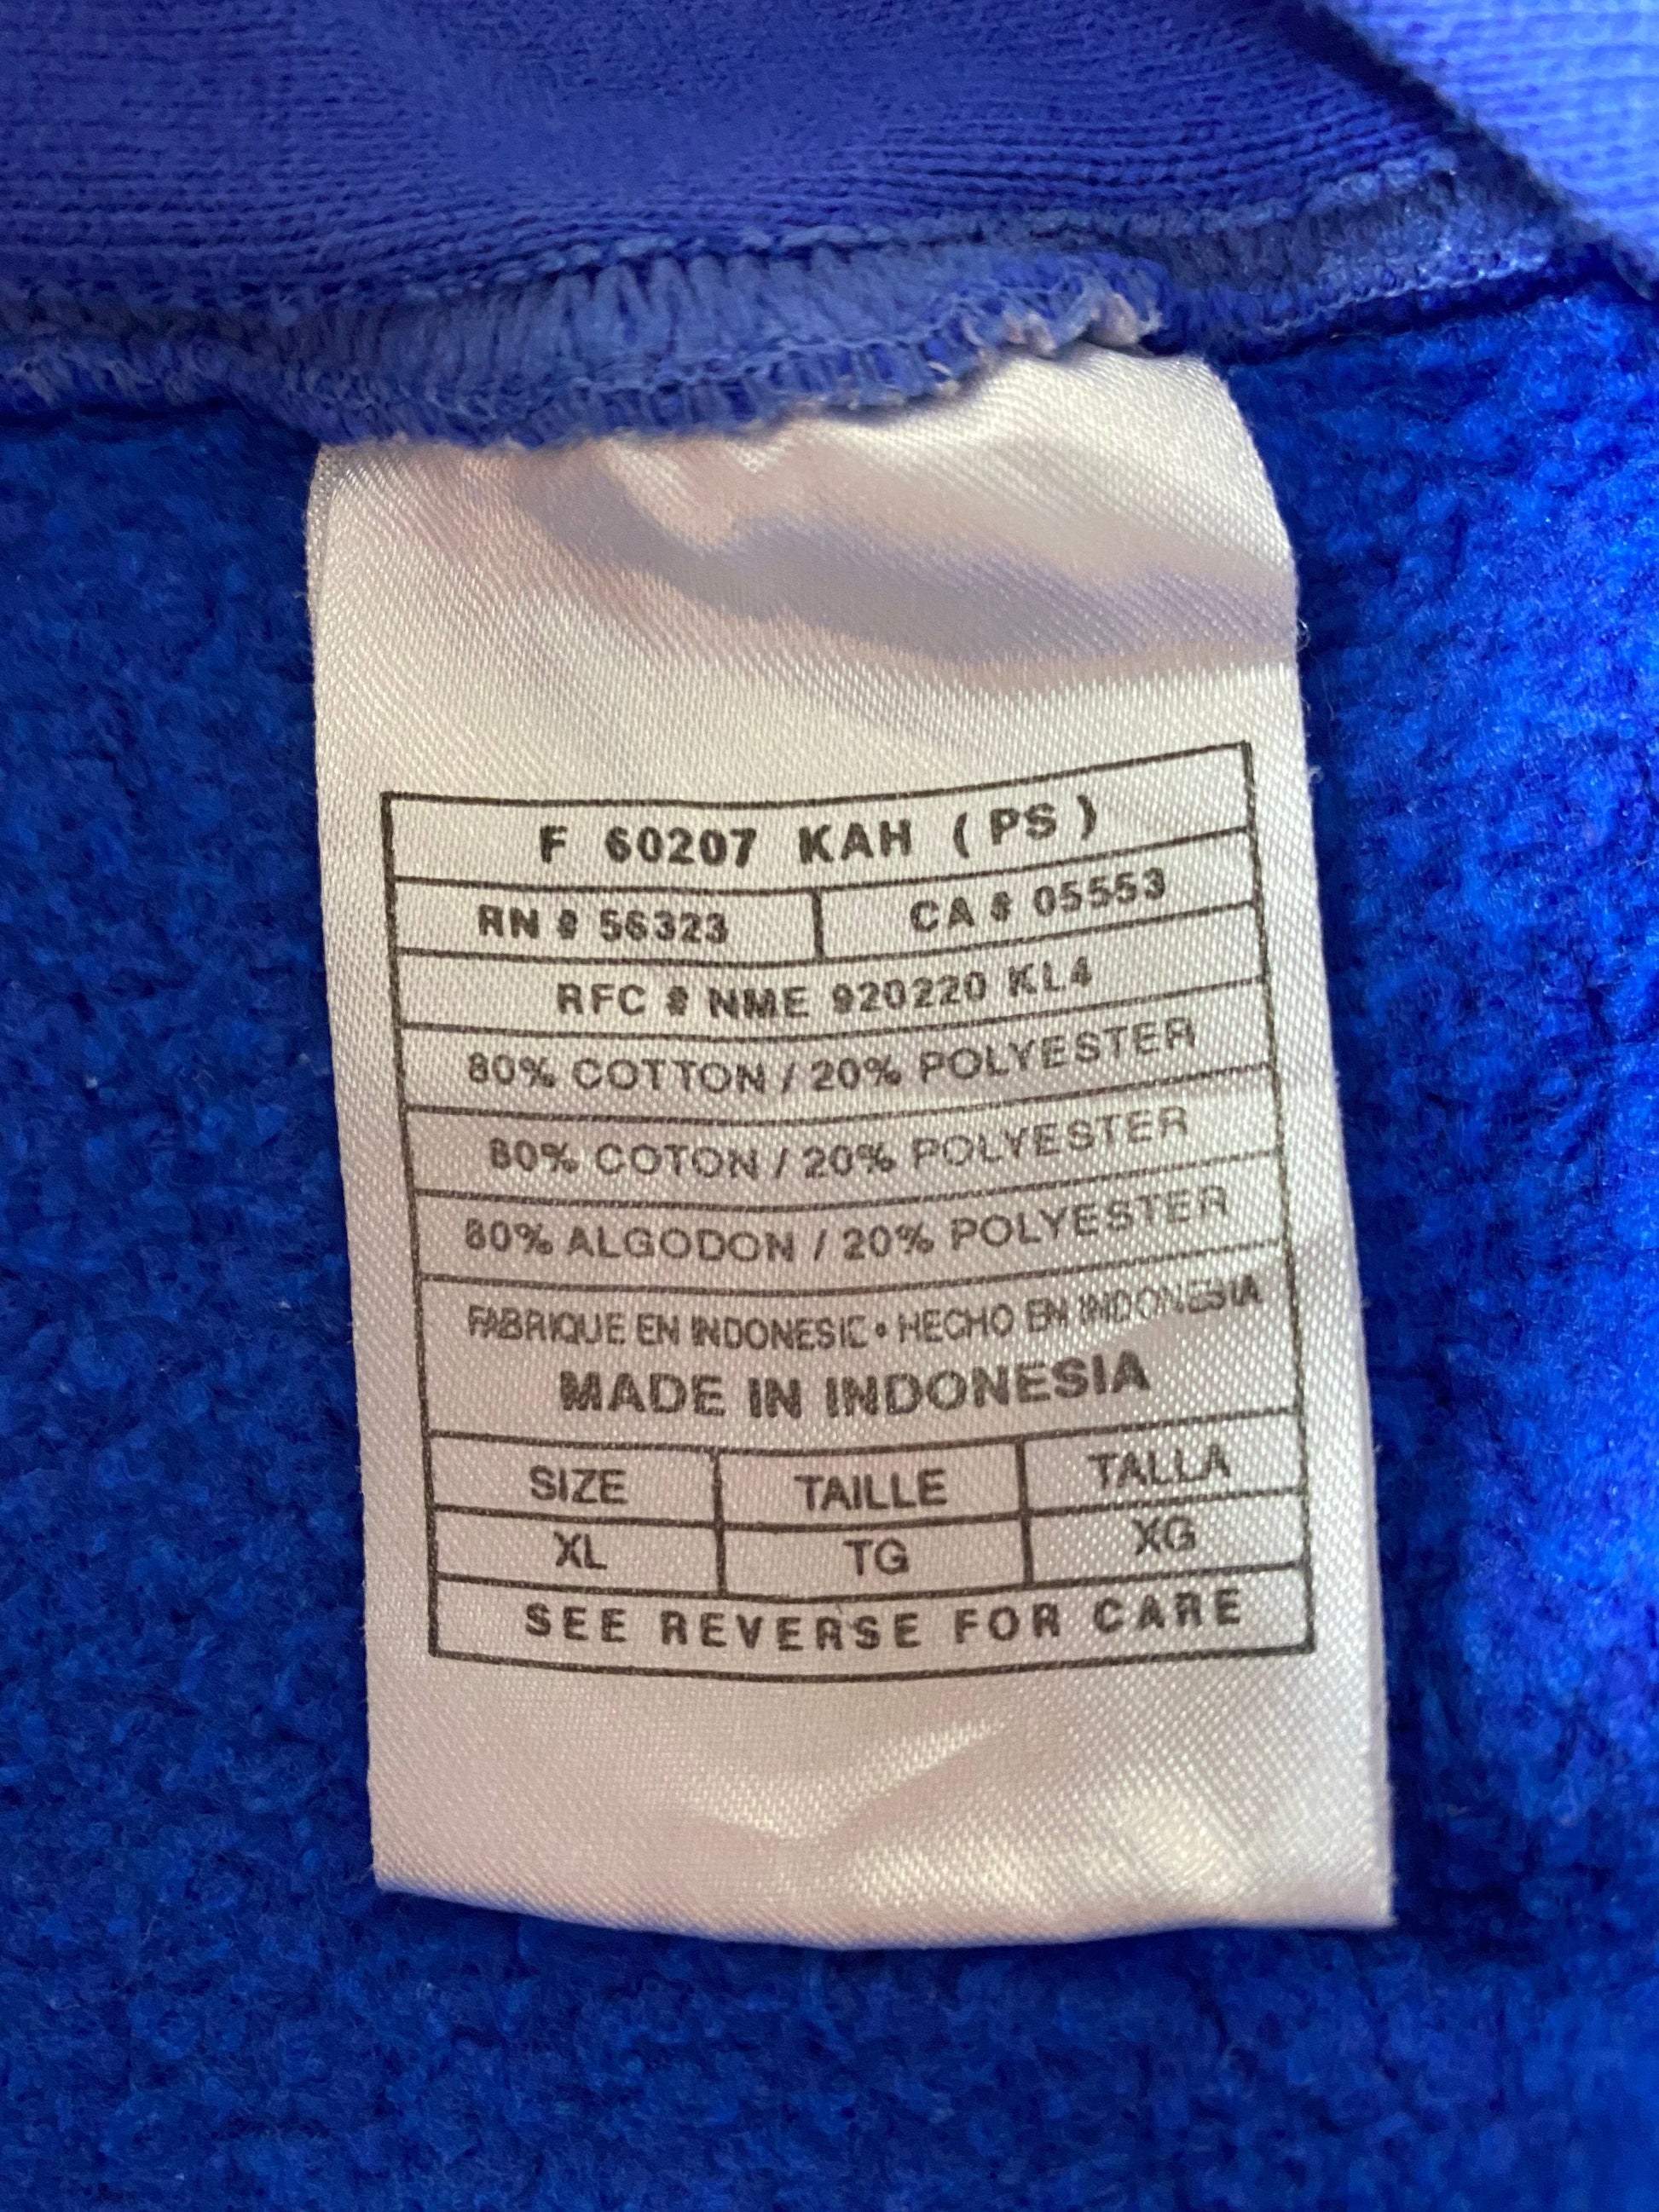 F 60207 KAH (PS)
RN # 56323 CA # 05553
RFC # NME 920220 KL4
80% COTTON / 20% POLYESTER
80% COTON / 20% POLYESTER
80% ALGODON / 20% POLYESTER
FABRIQUE EN INDONESIE • HECHO EN INDONESIA
MADE IN INDONESIA
SIZE TAILLE TALLA
XL TG XG
SEE REVERSE FOR CARE